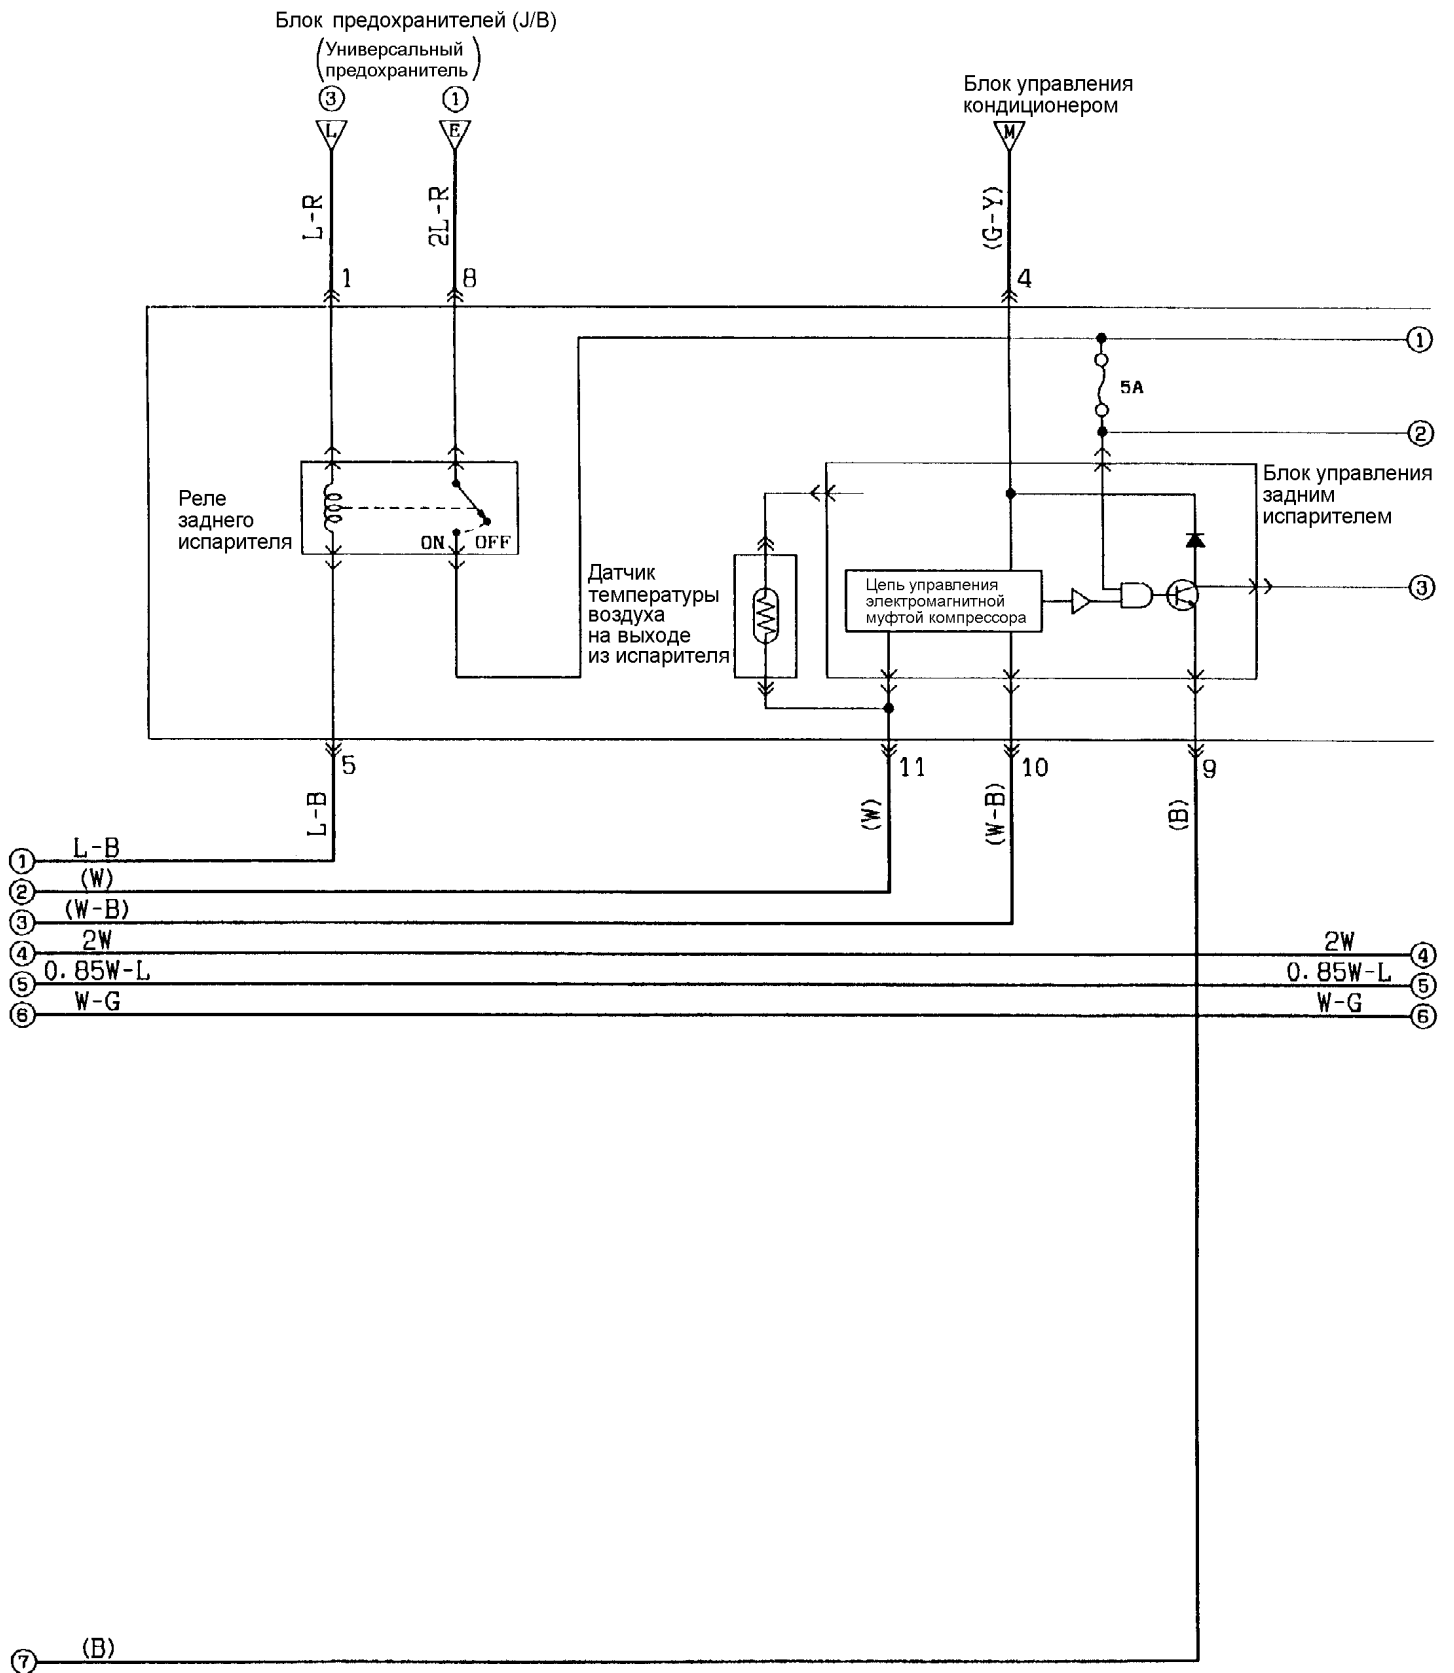 Блок предохранителей (J/B)
(Универсальный
предохранитель)
3
1
Блок управления
кондиционером
L
E
M
L-R
2L-R
(G-Y)
1
8
4
1
5A
2
Реле
заднего
испарителя
ON
OFF
Блок управления
задним
испарителем
Датчик
температуры
воздуха
на выходе
из испарителя
Цепь управления
электромагнитной
муфтой компрессора
3
5
11
10
9
L-B
(W)
(W-B)
(B)
1
L-B
2
(W)
3
(W-B)
4
2W
2W
4
5
0.85W-L
0.85W-L
5
6
W-G
W-G
6
7
(B)